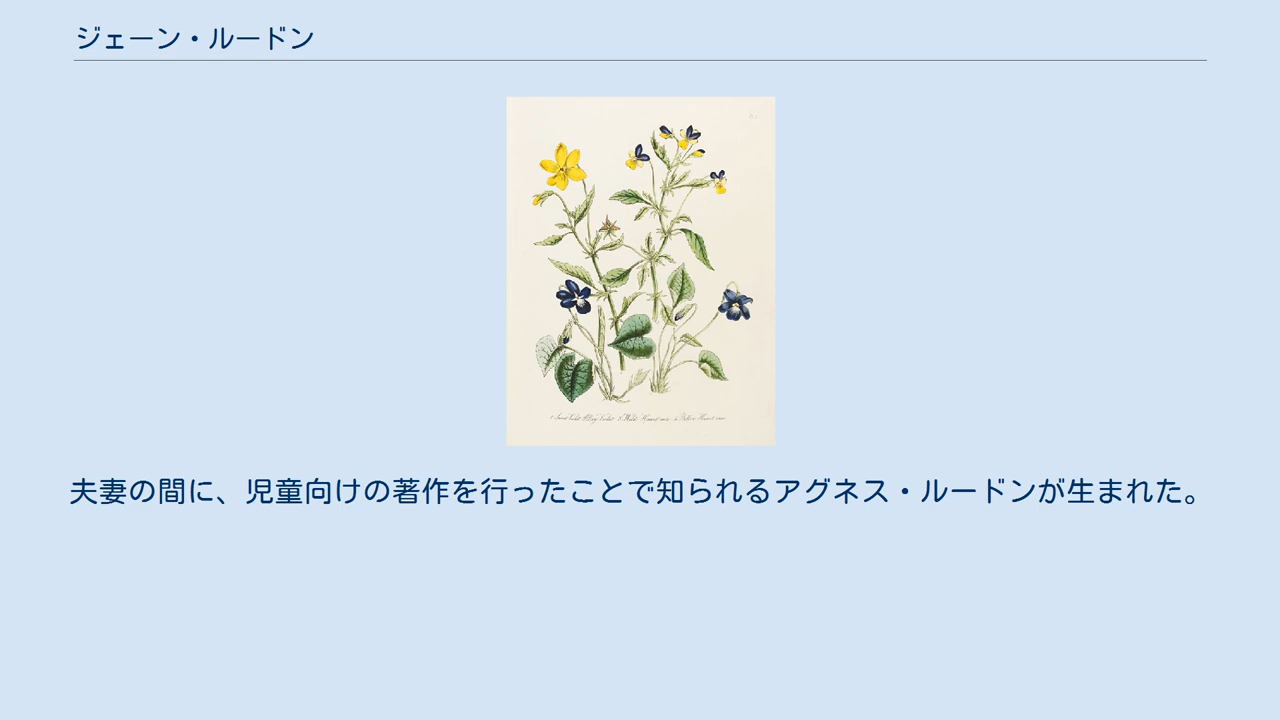 ジェーン・ルードン
夫妻の間に、児童向けの著作を行ったことで知られるアグネス・ルードンが生まれた。